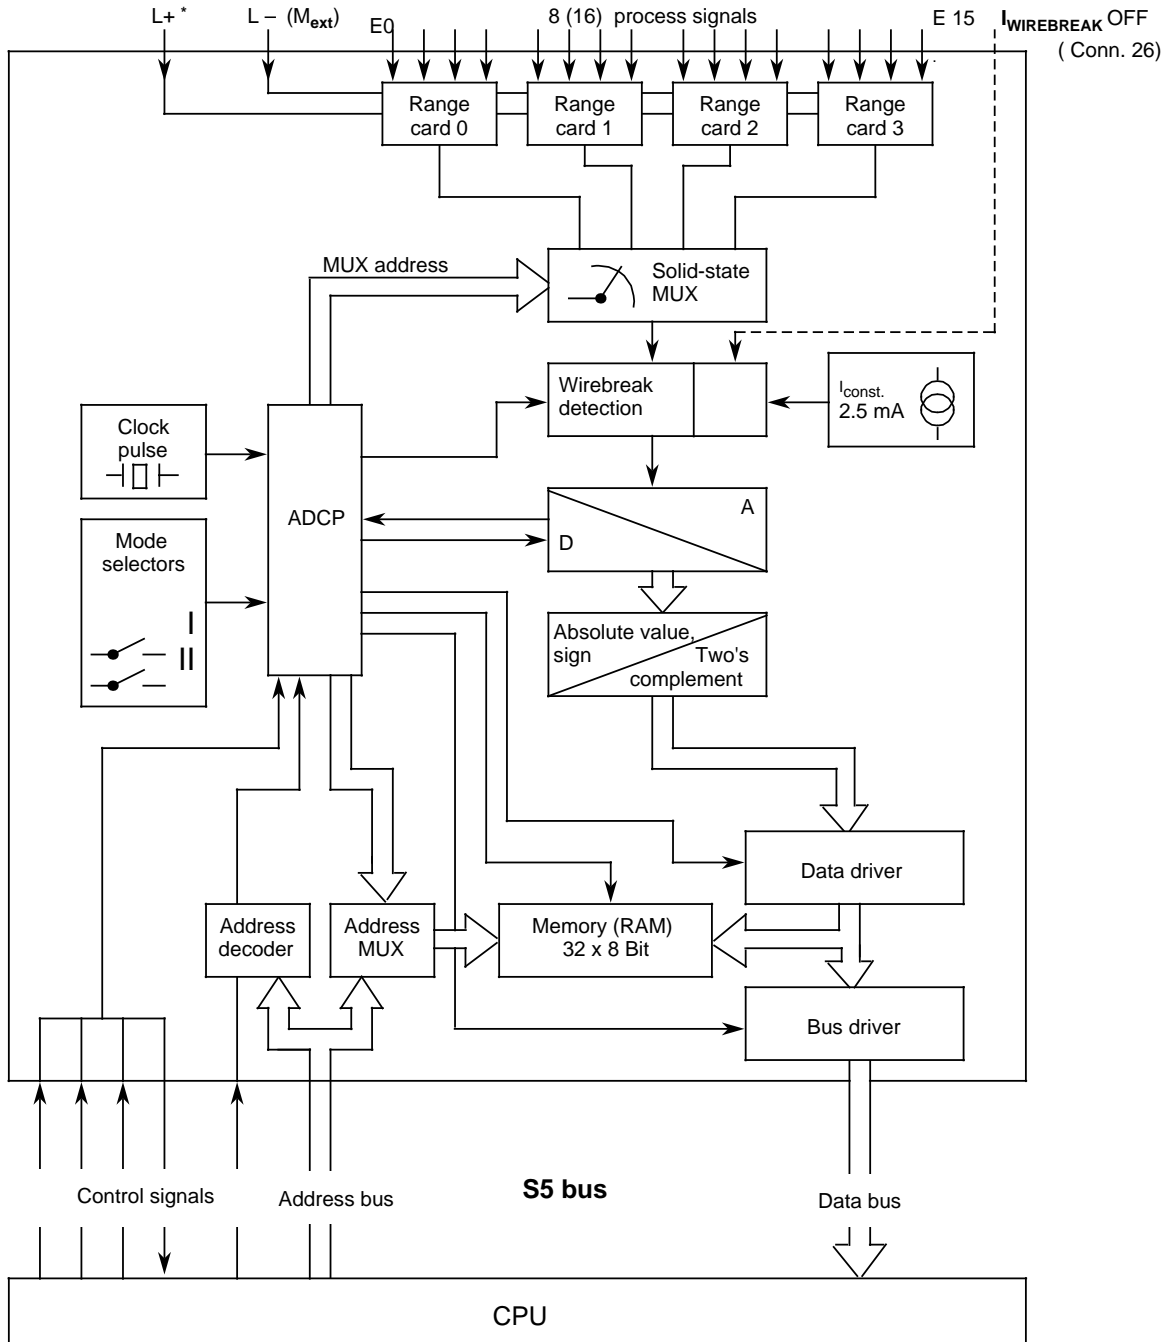 L+ *
L – (Mext)
E0
8 (16) process signals
E 15
IWIREBREAK OFF
( Conn. 26)
Range
card 0
Range
card 1
Range
card 2
Range
card 3
MUX address
Solid-state
MUX
Wirebreak
detection
Iconst.
2.5 mA
Clock
pulse
ADCP
A
D
Mode
selectors
I
II
Absolute value,
sign
Two's
complement
Data driver
Address
decoder
Address
MUX
Memory (RAM)
32 x 8 Bit
Bus driver
Control signals
Address bus
S5 bus
Data bus
CPU